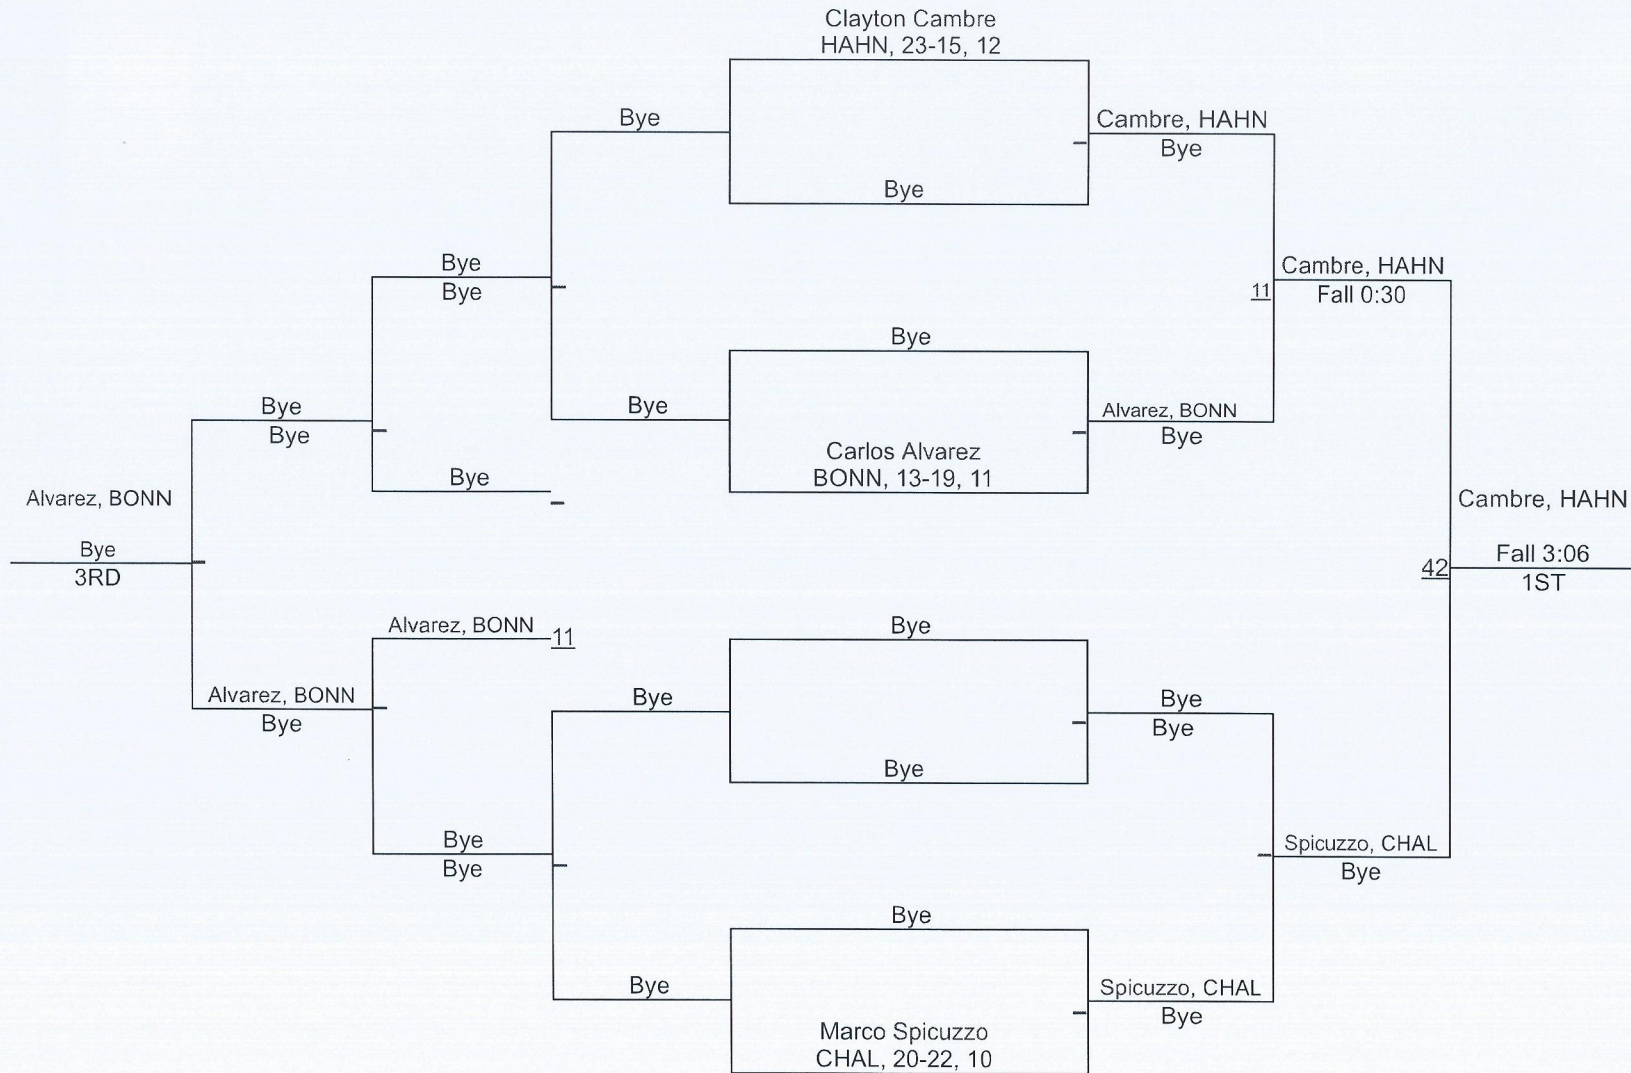 Clayton Cambre
HAHN, 23-15, 12
Bye
Cambre, HAHN
Bye
Bye
Bye
Bye
Cambre, HAHN
11
Fall 0:30
Bye
Bye
Bye
Bye
Alvarez, BONN
Bye
Carlos Alvarez
BONN, 13-19, 11
Bye
Alvarez, BONN
Cambre, HAHN
Bye
3RD
42
Fall 3:06
1ST
Alvarez, BONN
11
Bye
Alvarez, BONN
Bye
Bye
Bye
Bye
Bye
Bye
Bye
Spicuzzo, CHAL
Bye
Bye
Bye
Spicuzzo, CHAL
Bye
Marco Spicuzzo
CHAL, 20-22, 10